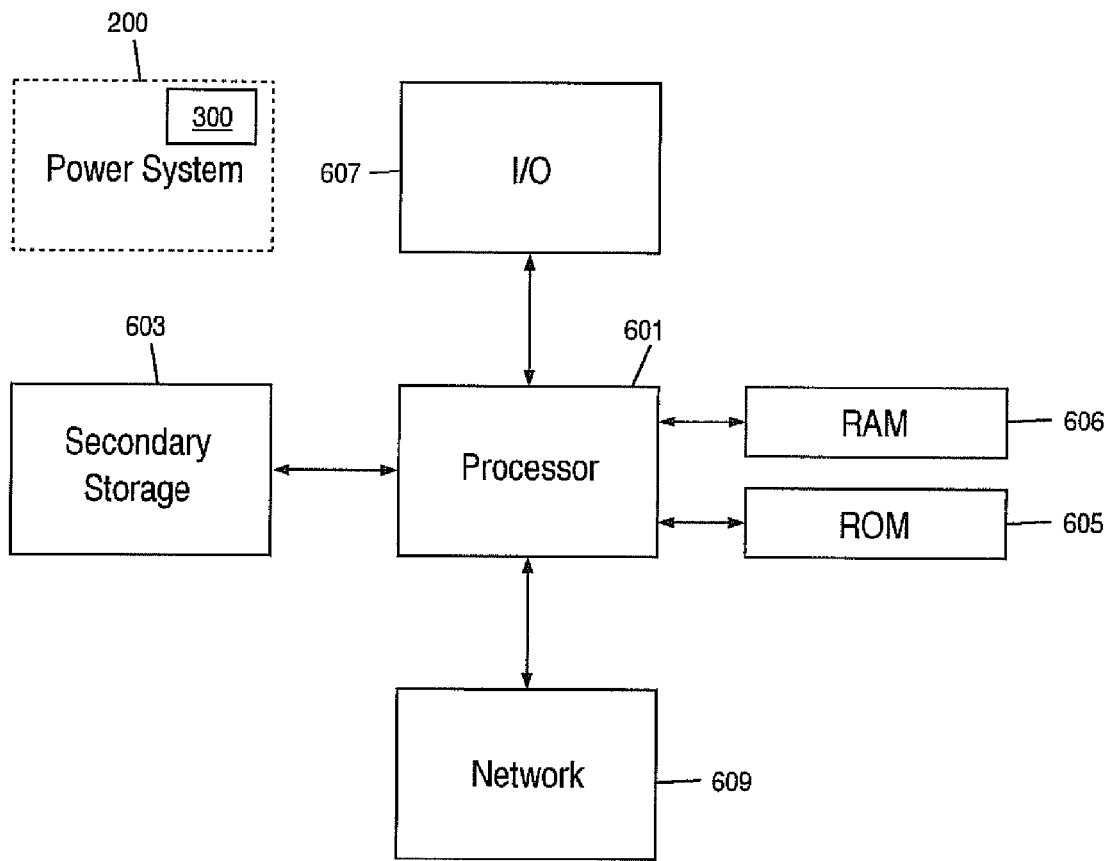 200
300
Power System
607
I/O
603
Secondary
Storage
601
Processor
RAM
606
ROM
605
Network
609